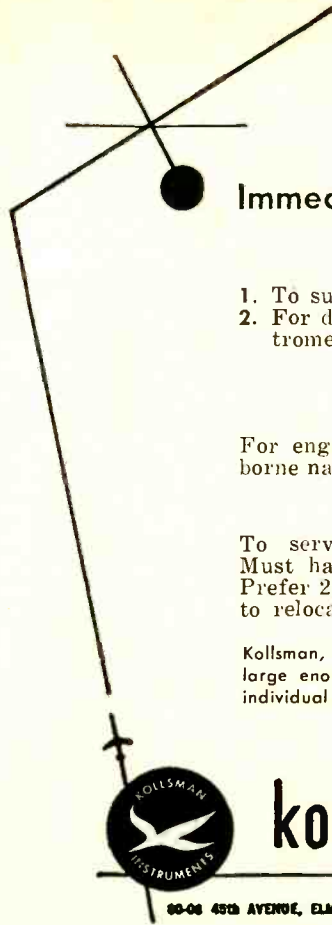 Immed
1. To su
2. For d
trome
For eng
borne na
To serv
Must ha
Prefer 2
to reloca
Kollsman,
large eno
individual
KOLLSMAN
INSTRUMENTS
ko
80-08 45th AVENUE, ELM